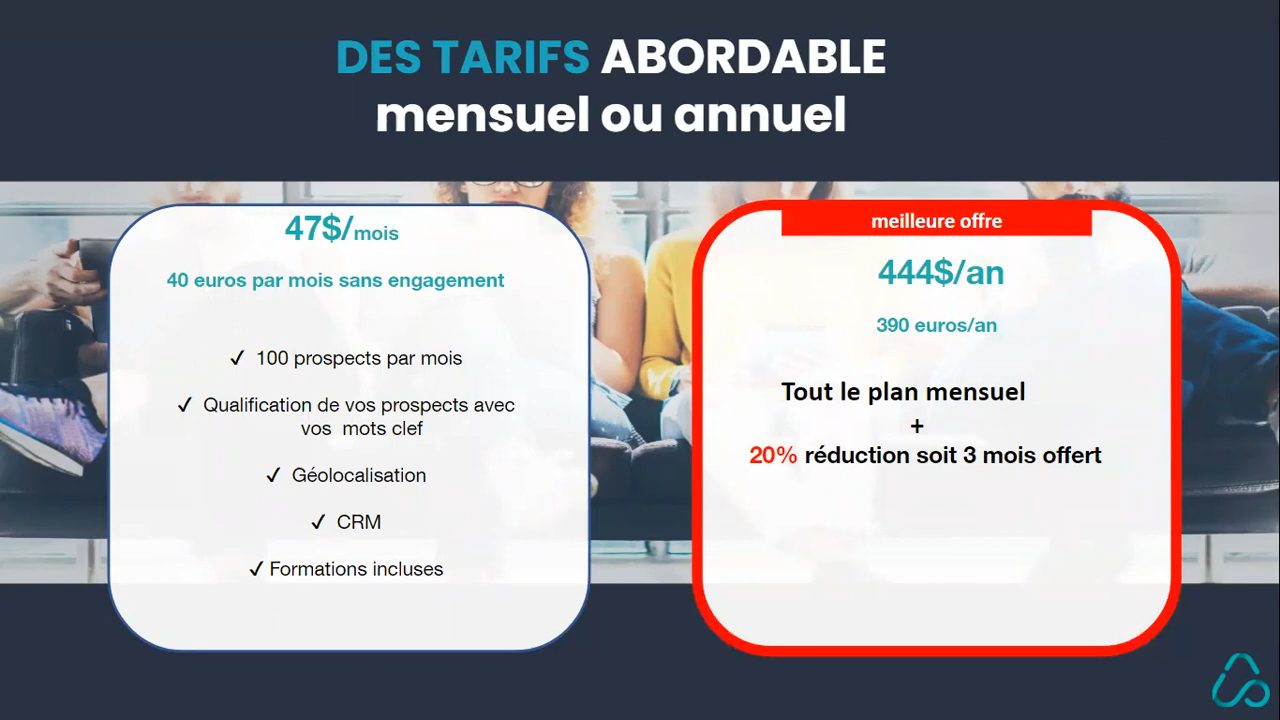 DES TARIFS ABORDABLE
mensuel ou annuel
47$/mois
40 euros par mois sans engagement
✓ 100 prospects par mois
✓ Qualification de vos prospects avec
vos mots clef
✓ Géolocalisation
✓ CRM
✓ Formations incluses
meilleure offre
444$/an
390 euros/an
Tout le plan mensuel
+
20% réduction soit 3 mois offert